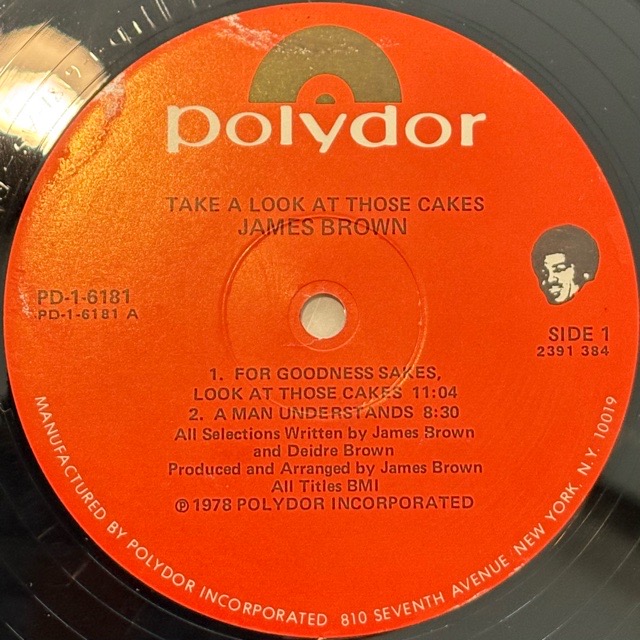 polydor
TAKE A LOOK AT THOSE CAKES
JAMES BROWN
PD-1-6181
PD-1-6181 A
SIDE 1
2391 384
1. FOR GOODNESS SAKES,
LOOK AT THOSE CAKES 11:04
2. A MAN UNDERSTANDS 8:30
All Selections Written by James Brown
and Deidre Brown
Produced and Arranged by James Brown
All Titles BMI
℗ 1978 POLYDOR INCORPORATED
MANUFACTURED BY POLYDOR INCORPORATED 810 SEVENTH AVENUE NEW YORK. N.Y. 10019